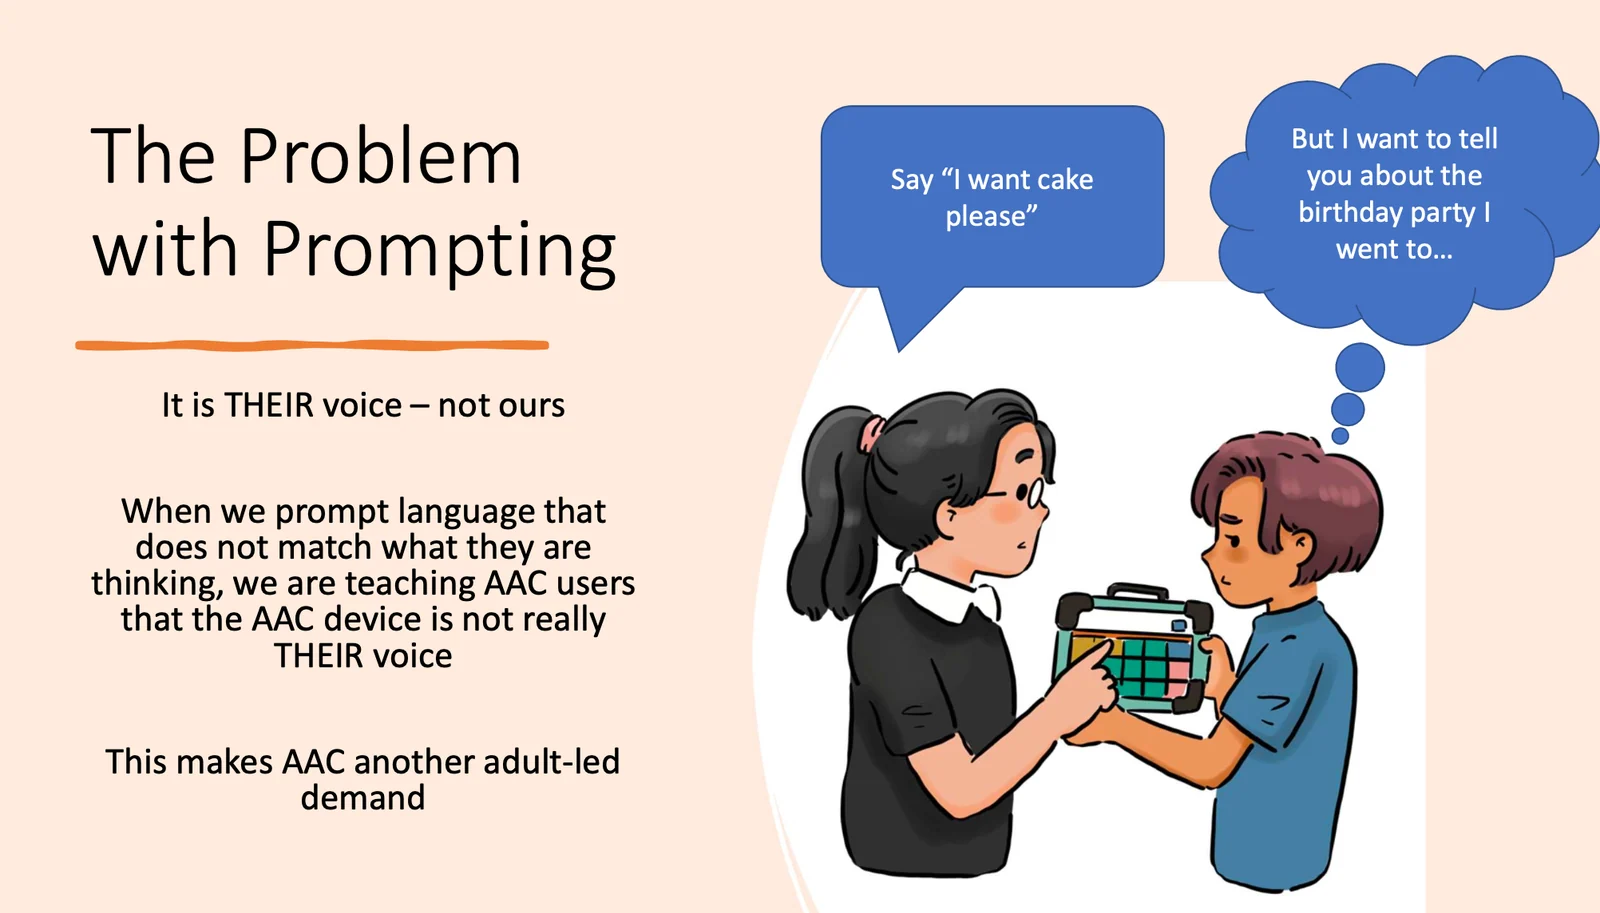 The Problem
with Prompting
It is THEIR voice – not ours
When we prompt language that
does not match what they are
thinking, we are teaching AAC users
that the AAC device is not really
THEIR voice
This makes AAC another adult-led
demand
Say “I want cake
please”
But I want to tell
you about the
birthday party I
went to…